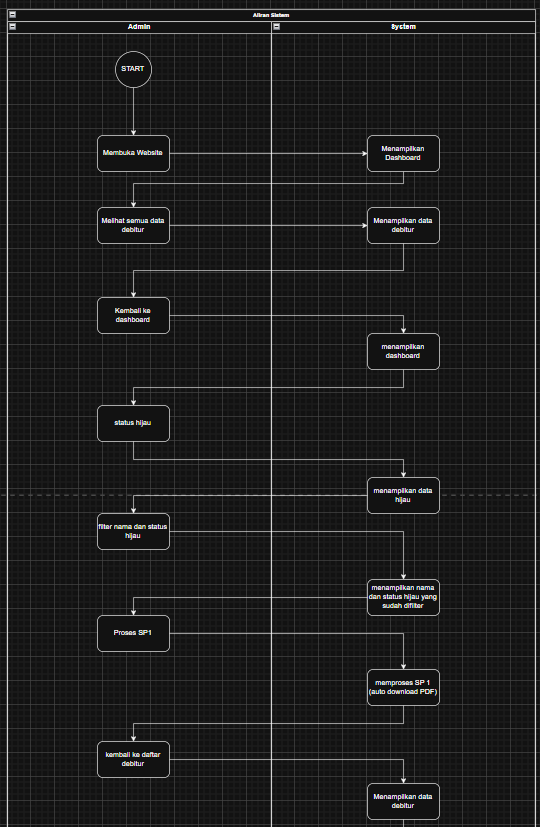 Aliran Sistem
Admin
System
START
Membuka Website
Menampilkan
Dashboard
Melihat semua data
debitur
Menampilkan data
debitur
Kembali ke
dashboard
menampilkan
dashboard
status hijau
menampilkan data
hijau
filter nama dan status
hijau
menampilkan nama
dan status hijau yang
sudah difilter
Proses SP1
memproses SP 1
(auto download PDF)
kembali ke daftar
debitur
Menampilkan data
debitur